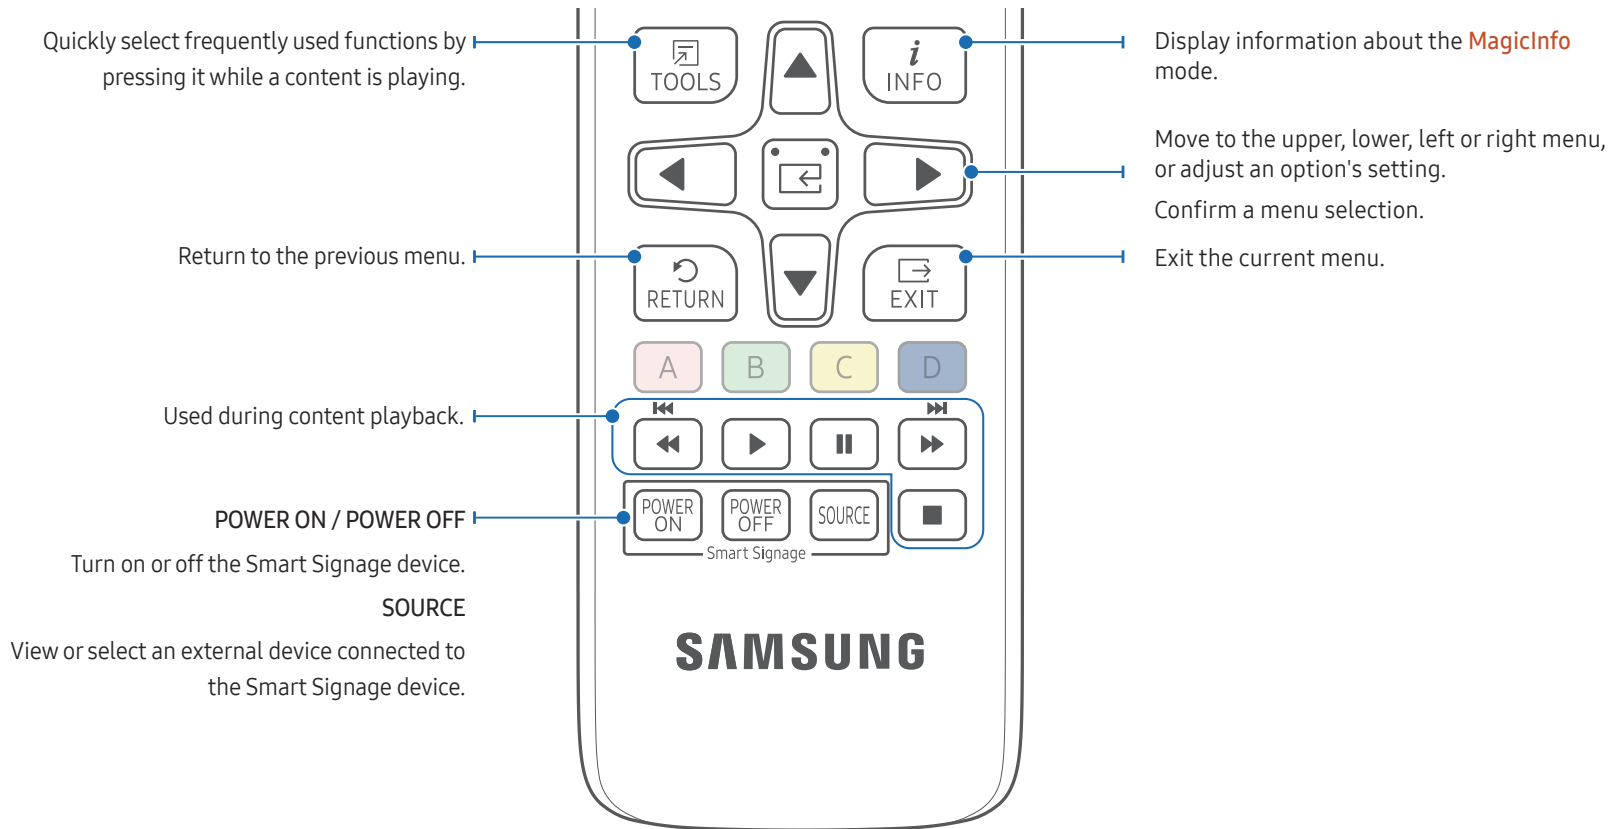 Quickly select frequently used functions by
pressing it while a content is playing.
TOOLS
i
INFO
Display information about the MagicInfo
mode.
Move to the upper, lower, left or right menu,
or adjust an option's setting.
Confirm a menu selection.
Return to the previous menu.
RETURN
EXIT
Exit the current menu.
A
B
C
D
Used during content playback.
POWER ON / POWER OFF
Turn on or off the Smart Signage device.
SOURCE
View or select an external device connected to
the Smart Signage device.
POWER
ON
POWER
OFF
SOURCE
Smart Signage
SAMSUNG